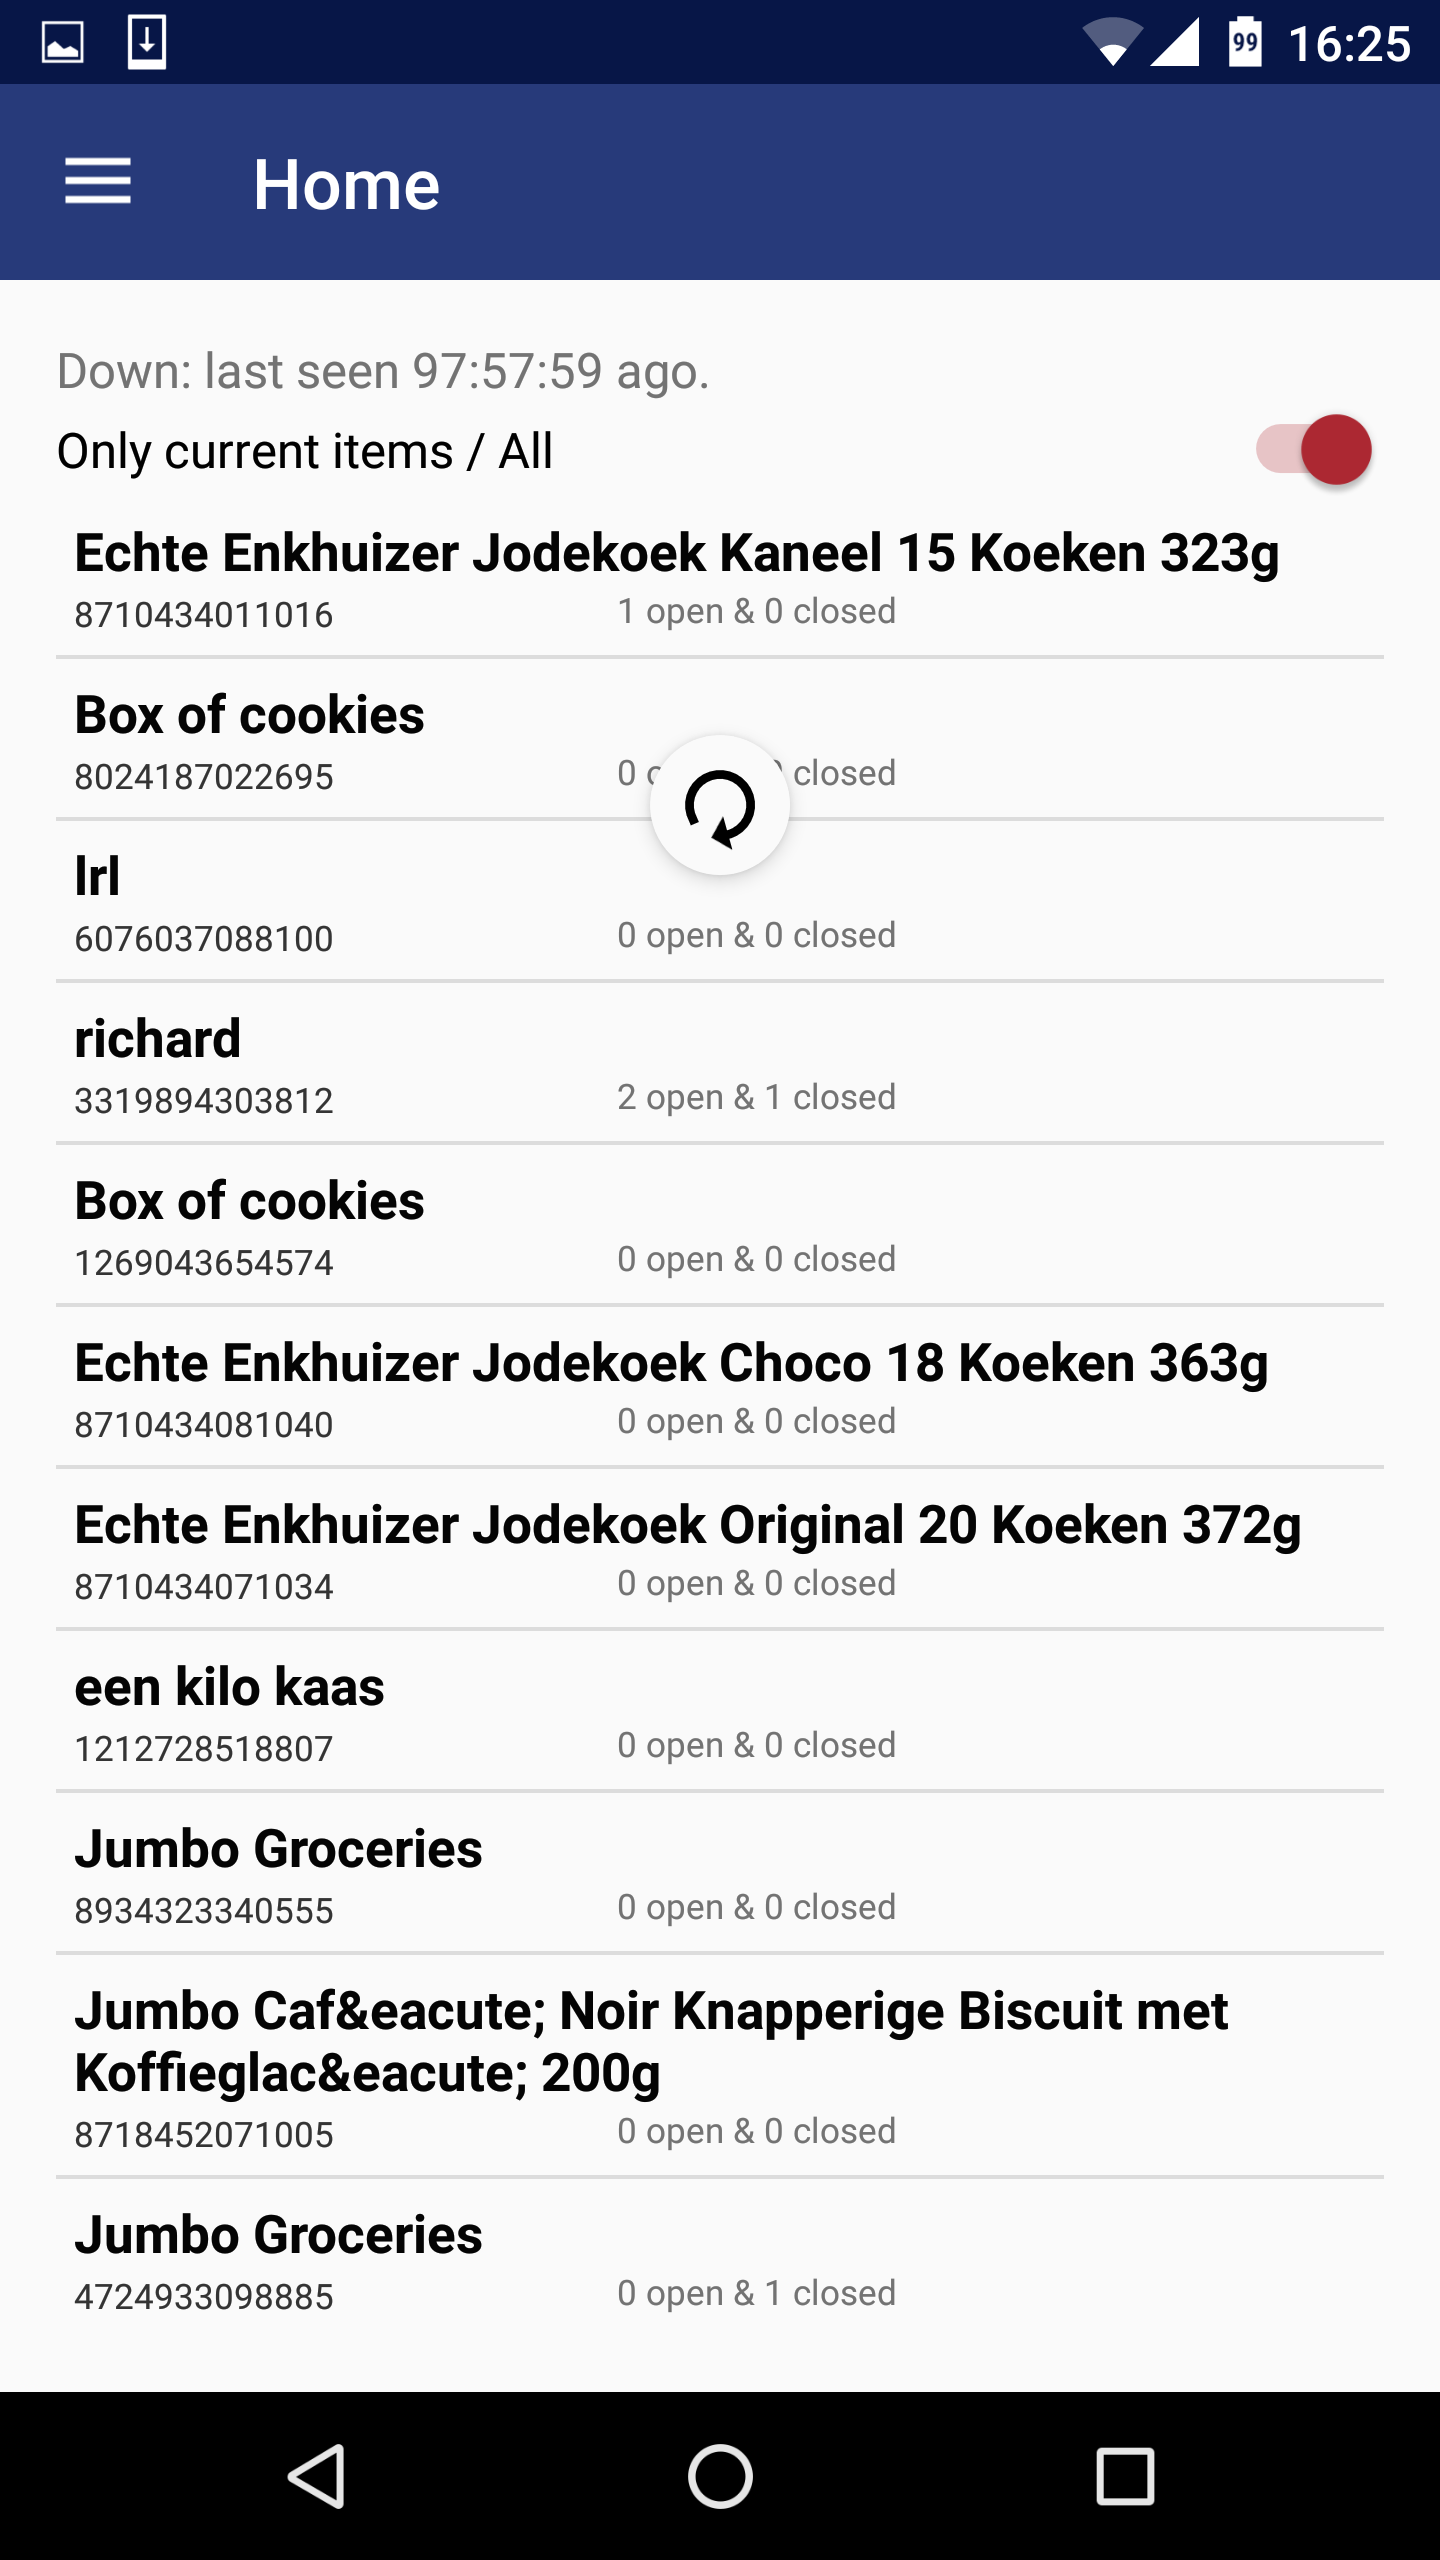 99 16:25
Home
Down: last seen 97:57:59 ago.
Only current items / All
Echte Enkhuizer Jodekoek Kaneel 15 Koeken 323g
8710434011016 1 open & 0 closed
Box of cookies
8024187022695 0 closed
lrl
6076037088100 0 open & 0 closed
richard
3319894303812 2 open & 1 closed
Box of cookies
1269043654574 0 open & 0 closed
Echte Enkhuizer Jodekoek Choco 18 Koeken 363g
8710434081040 0 open & 0 closed
Echte Enkhuizer Jodekoek Original 20 Koeken 372g
8710434071034 0 open & 0 closed
een kilo kaas
1212728518807 0 open & 0 closed
Jumbo Groceries
8934323340555 0 open & 0 closed
Jumbo Caf&eacute; Noir Knapperige Biscuit met
Koffieglac&eacute; 200g
8718452071005 0 open & 0 closed
Jumbo Groceries
4724933098885 0 open & 1 closed